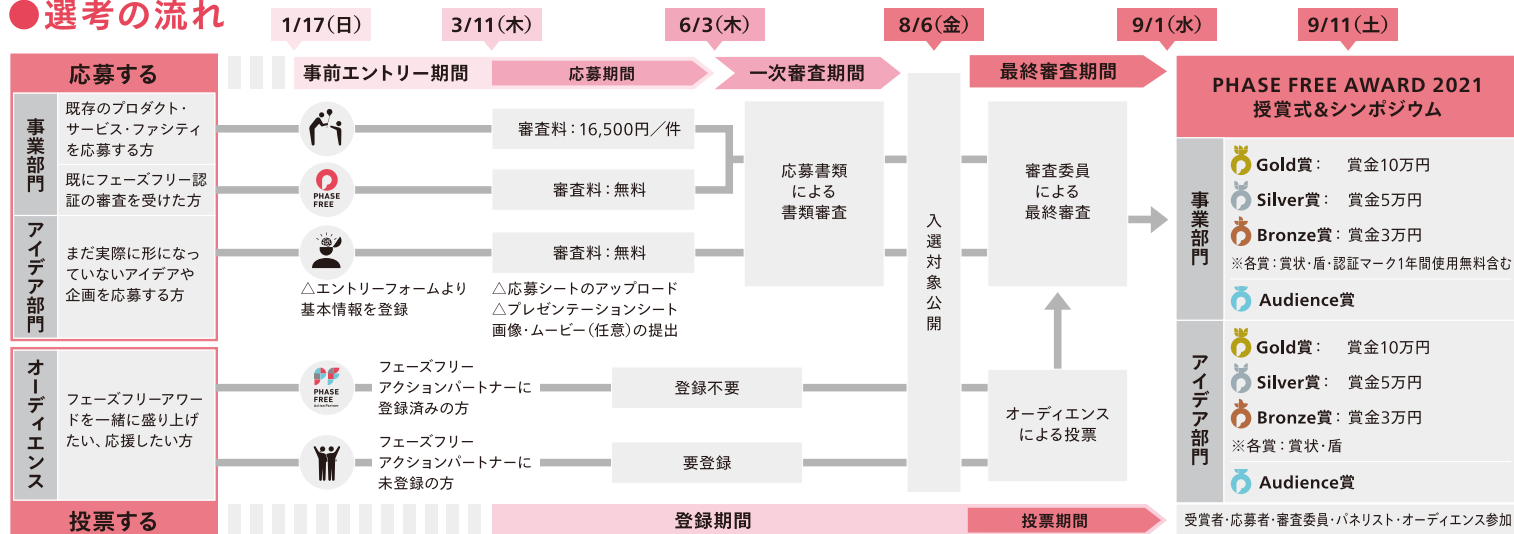 ●選考の流れ
1/17(日)
3/11(木)
6/3(木)
8/6(金)
9/1(水)
9/11(土)
応募する
事前エントリー期間
応募期間
一次審査期間
最終審査期間
事業部門
既存のプロダクト・
サービス・ファシティ
を応募する方
審査料:16,500円／件
既にフェーズフリー認
証の審査を受けた方
PHASE
FREE
審査料:無料
アイデア部門
まだ実際に形になっ
ていないアイデアや
企画を応募する方
審査料:無料
△エントリーフォームより
基本情報を登録
△応募シートのアップロード
△プレゼンテーションシート
画像・ムービー(任意)の提出
応募書類
による
書類審査
入選対象公開
審査委員
による
最終審査
オーディエンス
フェーズフリーアワー
ドを一緒に盛り上げ
たい、応援したい方
PHASE
FREE
Action Partner
フェーズフリー
アクションパートナーに
登録済みの方
登録不要
フェーズフリー
アクションパートナーに
未登録の方
要登録
オーディエンス
による投票
投票する
登録期間
投票期間
PHASE FREE AWARD 2021
授賞式&シンポジウム
事業部門
Gold賞: 賞金10万円
Silver賞: 賞金5万円
Bronze賞: 賞金3万円
※各賞:賞状・盾・認証マーク1年間使用無料含む
Audience賞
アイデア部門
Gold賞: 賞金10万円
Silver賞: 賞金5万円
Bronze賞: 賞金3万円
※各賞:賞状・盾
Audience賞
受賞者・応募者・審査委員・パネリスト・オーディエンス参加